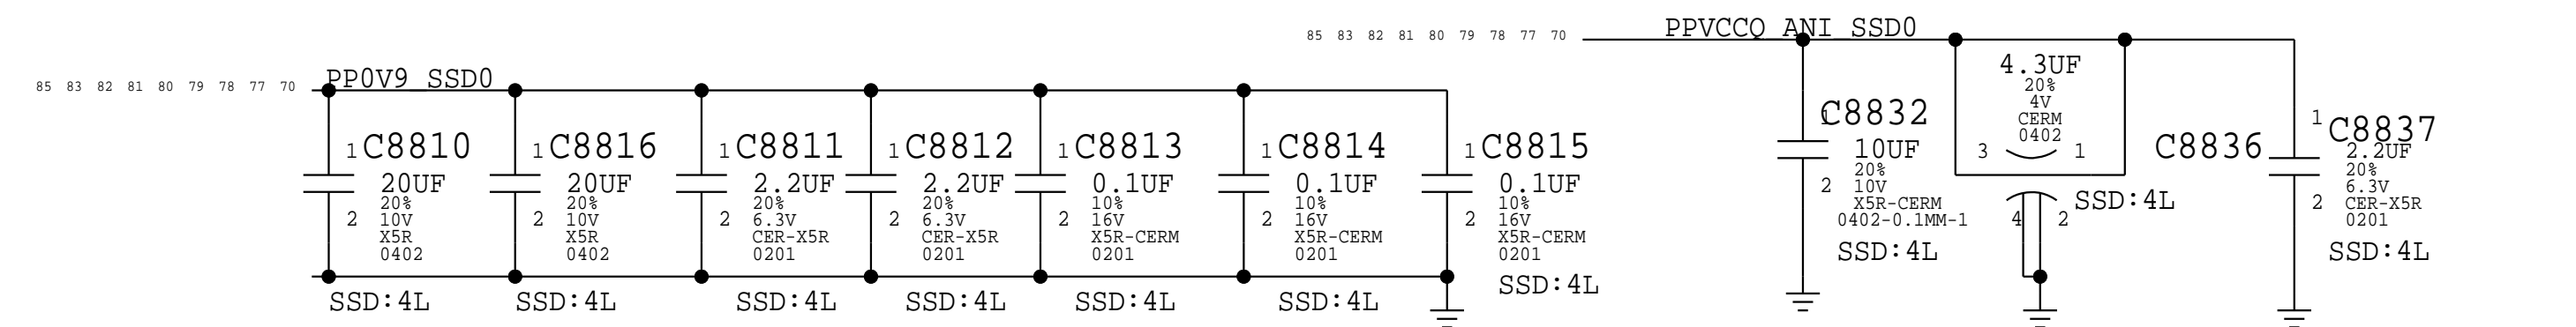 85 83 82 81 80 79 78 77 70
PP0V9_SSD0
1 C8810
20UF
20%
10V
X5R
0402
2
SSD:4L
1 C8816
20UF
20%
10V
X5R
0402
2
SSD:4L
1 C8811
2.2UF
20%
6.3V
CER-X5R
0201
2
SSD:4L
1 C8812
2.2UF
20%
6.3V
CER-X5R
0201
2
SSD:4L
1 C8813
0.1UF
10%
16V
X5R-CERM
0201
2
SSD:4L
1 C8814
0.1UF
10%
16V
X5R-CERM
0201
2
SSD:4L
1 C8815
0.1UF
10%
16V
X5R-CERM
0201
2
SSD:4L
85 83 82 81 80 79 78 77 70
PPVCCQ_ANI_SSD0
1
C8832
10UF
20%
10V
X5R-CERM
0402-0.1MM-1
2
SSD:4L
4.3UF
20%
4V
CERM
0402
3 1
4 2
C8836
SSD:4L
1 C8837
2.2UF
20%
6.3V
CER-X5R
0201
2
SSD:4L